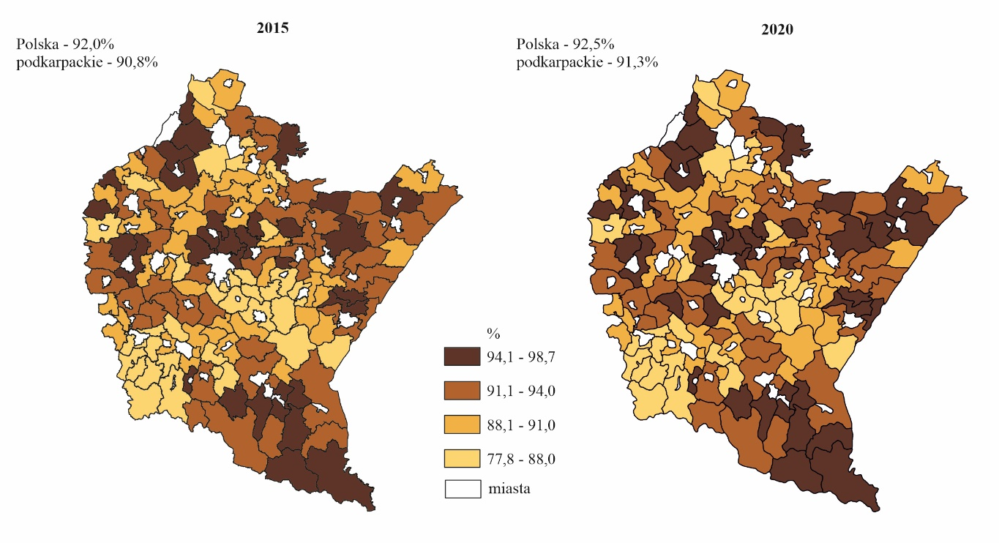 2015
Polska - 92,0%
podkarpackie - 90,8%
2020
Polska - 92,5%
podkarpackie - 91,3%
%
94,1 - 98,7
91,1 - 94,0
88,1 - 91,0
77,8 - 88,0
miasta